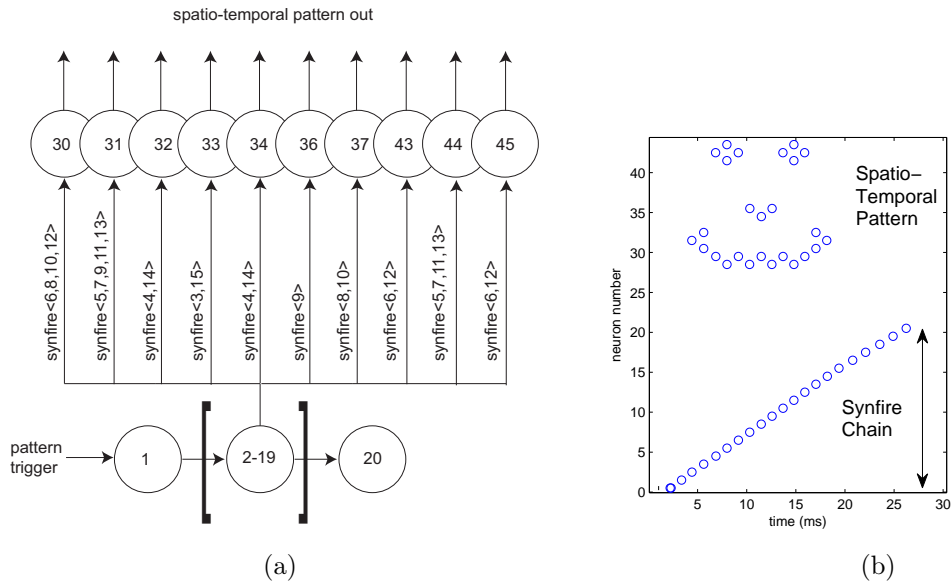 spatio-temporal pattern out
30 31 32 33 34 36 37 43 44 45
synfire<6,8,10,12>
synfire<5,7,9,11,13>
synfire<4,14>
synfire<3,15>
synfire<4,14>
synfire<9>
synfire<8,10>
synfire<6,12>
synfire<5,7,11,13>
synfire<6,12>
pattern
trigger
1
2-19
20
(a)
40
35
30
25
20
15
10
5
0
neuron number
Spatio–
Temporal
Pattern
Synfire
Chain
5 10 15 20 25 30
time (ms)
(b)